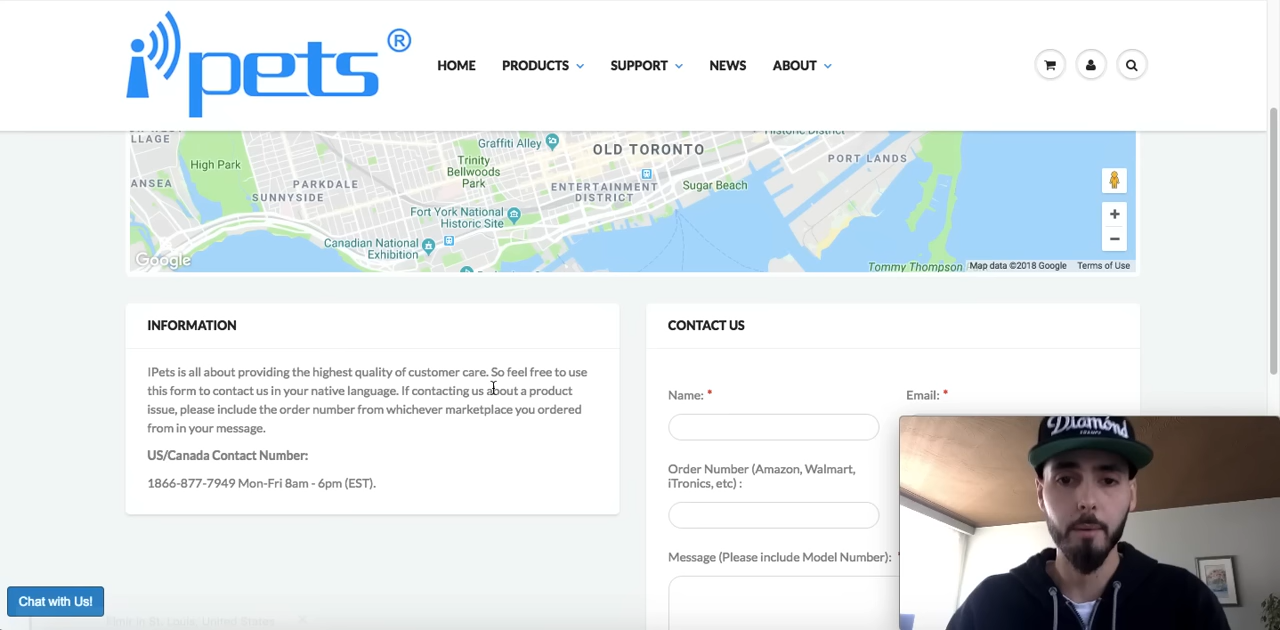 i pets ®
HOME PRODUCTS SUPPORT NEWS ABOUT
LLAGE
Historic District
Graffiti Alley
OLD TORONTO
High Park
Trinity
Bellwoods
Park
PORT LANDS
ANSEA
PARKDALE
SUNNYSIDE
ENTERTAINMENT
DISTRICT
Sugar Beach
Fort York National
Historic Site
Canadian National
Exhibition
Google
Tommy Thompson
Map data ©2018 Google Terms of Use
INFORMATION
IPets is all about providing the highest quality of customer care. So feel free to use
this form to contact us in your native language. If contacting us about a product
issue, please include the order number from whichever marketplace you ordered
from in your message.
US/Canada Contact Number:
1866-877-7949 Mon-Fri 8am - 6pm (EST).
CONTACT US
Name: *
Email: *
Order Number (Amazon, Walmart,
iTronics, etc) :
Message (Please include Model Number):
Diamond
Chat with Us!
in St. Louis, United States